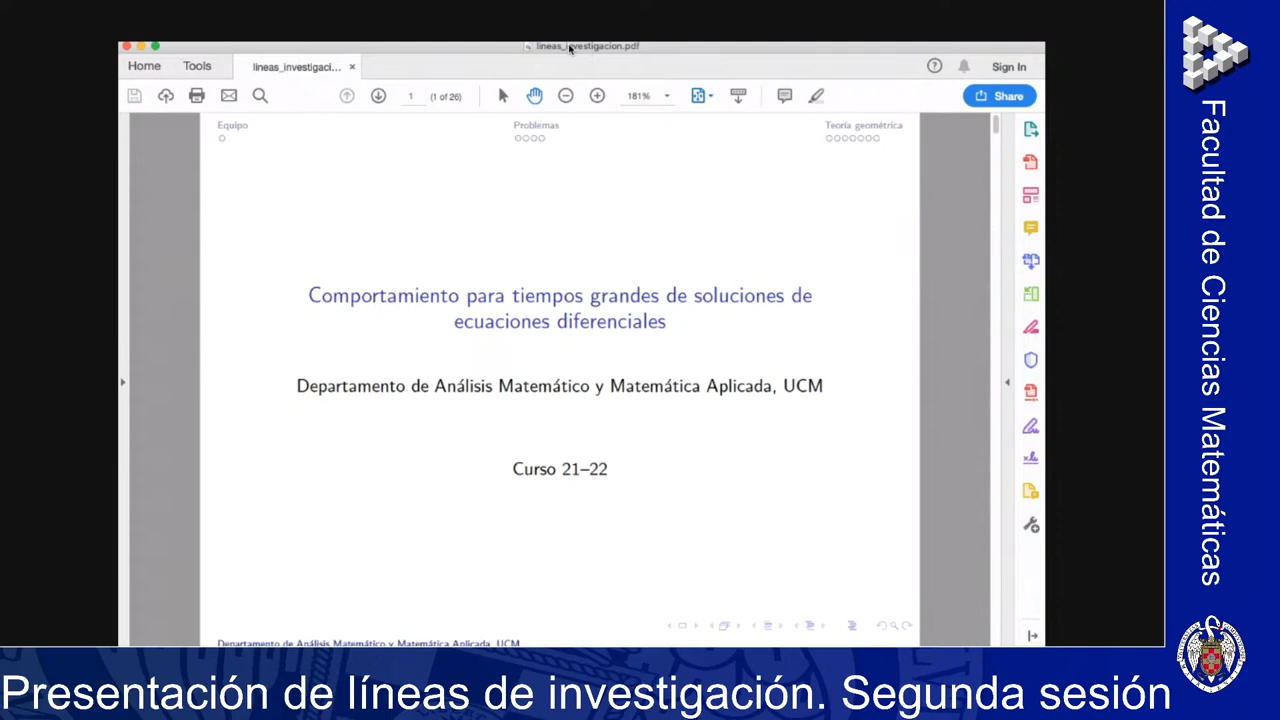 lineas_investigacion.pdf
Home Tools lineas_investigaci... × Sign In
1 (1 of 26) 181% Share
Equipo Problemas Teoría geométrica
Comportamiento para tiempos grandes de soluciones de
ecuaciones diferenciales
Departamento de Análisis Matemático y Matemática Aplicada, UCM
Curso 21–22
Departamento de Análisis Matemático y Matemática Aplicada, UCM
Facultad de Ciencias Matemáticas
Presentación de líneas de investigación. Segunda sesión